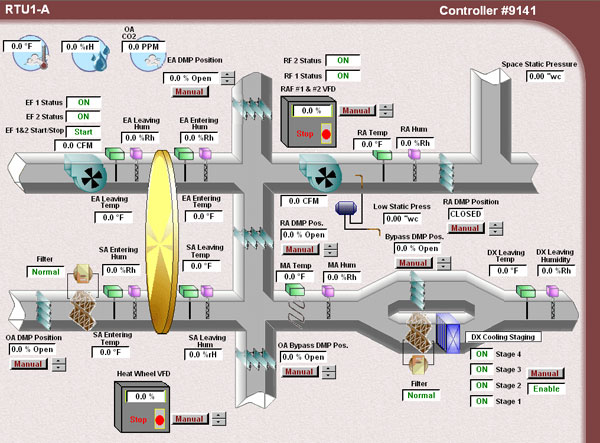 RTU1-A
Controller #9141
0.0 °F
0.0 %rH
OA
CO2
0.0 PPM
EA DMP Position
0.0 % Open
Manual
RF 2 Status ON
RF 1 Status ON
RAF #1 & #2 VFD
0.0 %
Stop
Manual
Space Static Pressure
0.00 "wc
EF 1 Status ON
EF 2 Status ON
EF 1&2 Start/Stop Start
0.0 CFM
EA Leaving
Hum
0.0 %Rh
EA Entering
Hum
0.0 %Rh
RA Temp
0.0 °F
RA Hum
0.0 %Rh
EA Leaving
Temp
0.0 °F
EA Entering
Temp
0.0 °F
0.0 CFM
Low Static Press
0.00 "wc
RA DMP Position
CLOSED
Manual
RA DMP Pos.
0.0 % Open
Manual
Bypass DMP Pos.
0.0 % Open
Manual
Filter
Normal
SA Entering
Hum
0.0 %Rh
SA Leaving
Temp
0.0 °F
MA Temp
0.0 °F
MA Hum
0.0 %Rh
DX Leaving
Temp
0.0 °F
DX Leaving
Humidity
0.0 %Rh
OA DMP Position
0.0 % Open
Manual
SA Entering
Temp
0.0 °F
SA Leaving
Hum
0.0 %rH
OA Bypass DMP Pos.
0.0 % Open
Manual
DX Cooling Staging
ON Stage 4
ON Stage 3
ON Stage 2
ON Stage 1
Manual
Enable
Filter
Normal
Heat Wheel VFD
0.0 %
Stop
Manual